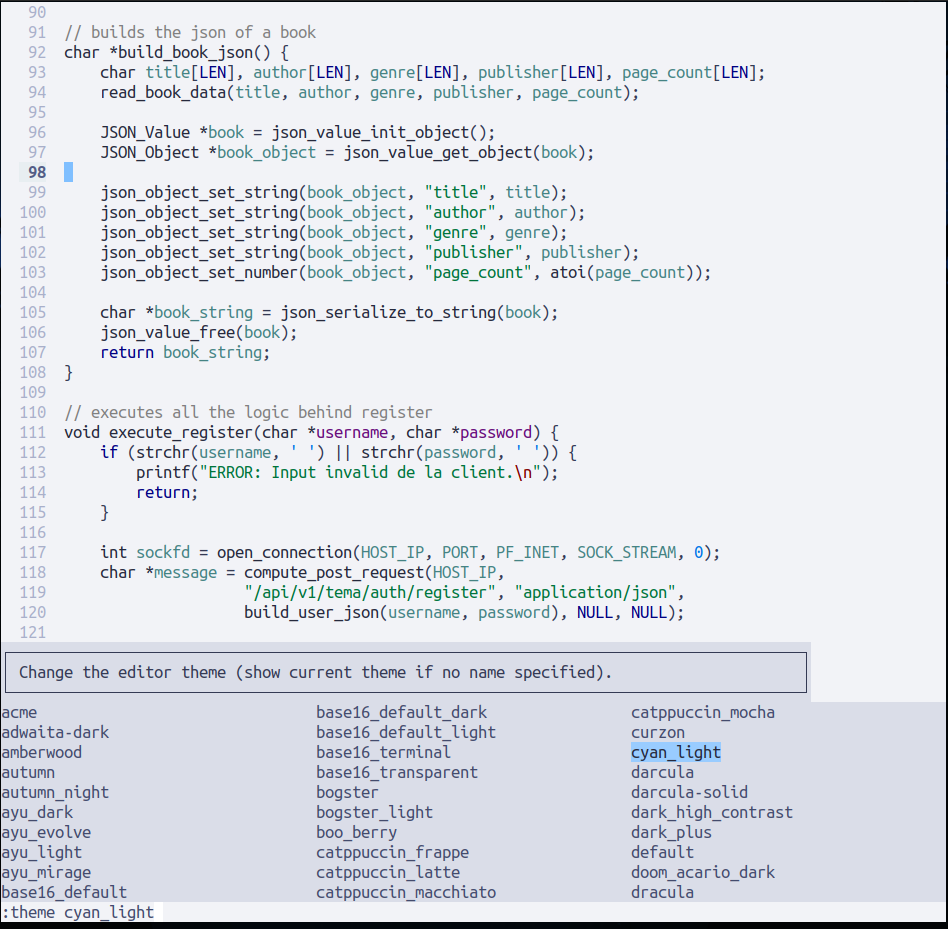 90
91 // builds the json of a book
92 char *build_book_json() {
93     char title[LEN], author[LEN], genre[LEN], publisher[LEN], page_count[LEN];
94     read_book_data(title, author, genre, publisher, page_count);
95
96     JSON_Value *book = json_value_init_object();
97     JSON_Object *book_object = json_value_get_object(book);
98
99     json_object_set_string(book_object, "title", title);
100     json_object_set_string(book_object, "author", author);
101     json_object_set_string(book_object, "genre", genre);
102     json_object_set_string(book_object, "publisher", publisher);
103     json_object_set_number(book_object, "page_count", atoi(page_count));
104
105     char *book_string = json_serialize_to_string(book);
106     json_value_free(book);
107     return book_string;
108 }
109
110 // executes all the logic behind register
111 void execute_register(char *username, char *password) {
112     if (strchr(username, ' ') || strchr(password, ' ')) {
113         printf("ERROR: Input invalid de la client.\n");
114         return;
115     }
116
117     int sockfd = open_connection(HOST_IP, PORT, PF_INET, SOCK_STREAM, 0);
118     char *message = compute_post_request(HOST_IP,
119                     "/api/v1/tema/auth/register", "application/json",
120                     build_user_json(username, password), NULL, NULL);
121
Change the editor theme (show current theme if no name specified).
acme base16_default_dark catppuccin_mocha
adwaita-dark base16_default_light curzon
amberwood base16_terminal cyan_light
autumn base16_transparent darcula
autumn_night bogster darcula-solid
ayu_dark bogster_light dark_high_contrast
ayu_evolve boo_berry dark_plus
ayu_light catppuccin_frappe default
ayu_mirage catppuccin_latte doom_acario_dark
base16_default catppuccin_macchiato dracula
:theme cyan_light